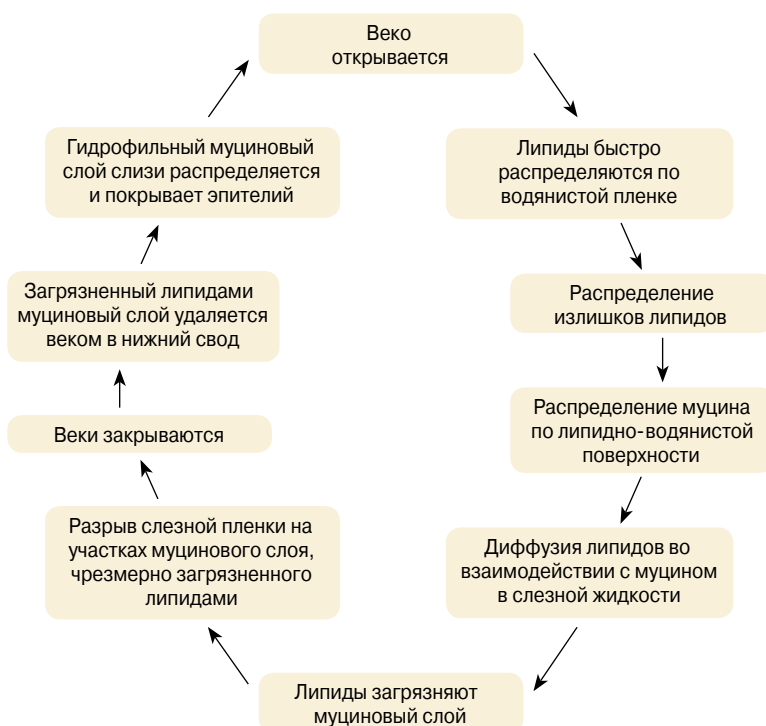 Веко
открывается
Липиды быстро
распределяются по
водянистой пленке
Распределение
излишков липидов
Распределение муцина
по липидно-водянистой
поверхности
Диффузия липидов во
взаимодействии с муцином
в слезной жидкости
Липиды загрязняют
муциновый слой
Разрыв слезной пленки на
участках муцинового слоя,
чрезмерно загрязненного
липидами
Веки закрываются
Загрязненный липидами
муциновый слой удаляется
веком в нижний свод
Гидрофильный муциновый
слой слизи распределяется
и покрывает эпителий